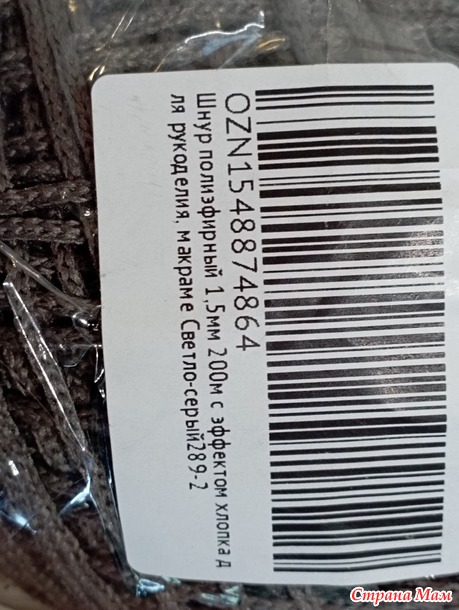 OZN1548874864
Шнур полиэфирный 1,5мм 200м с эффектом хлопка д
ля рукоделия, макраме Светло-серый289-2
Страна Мам